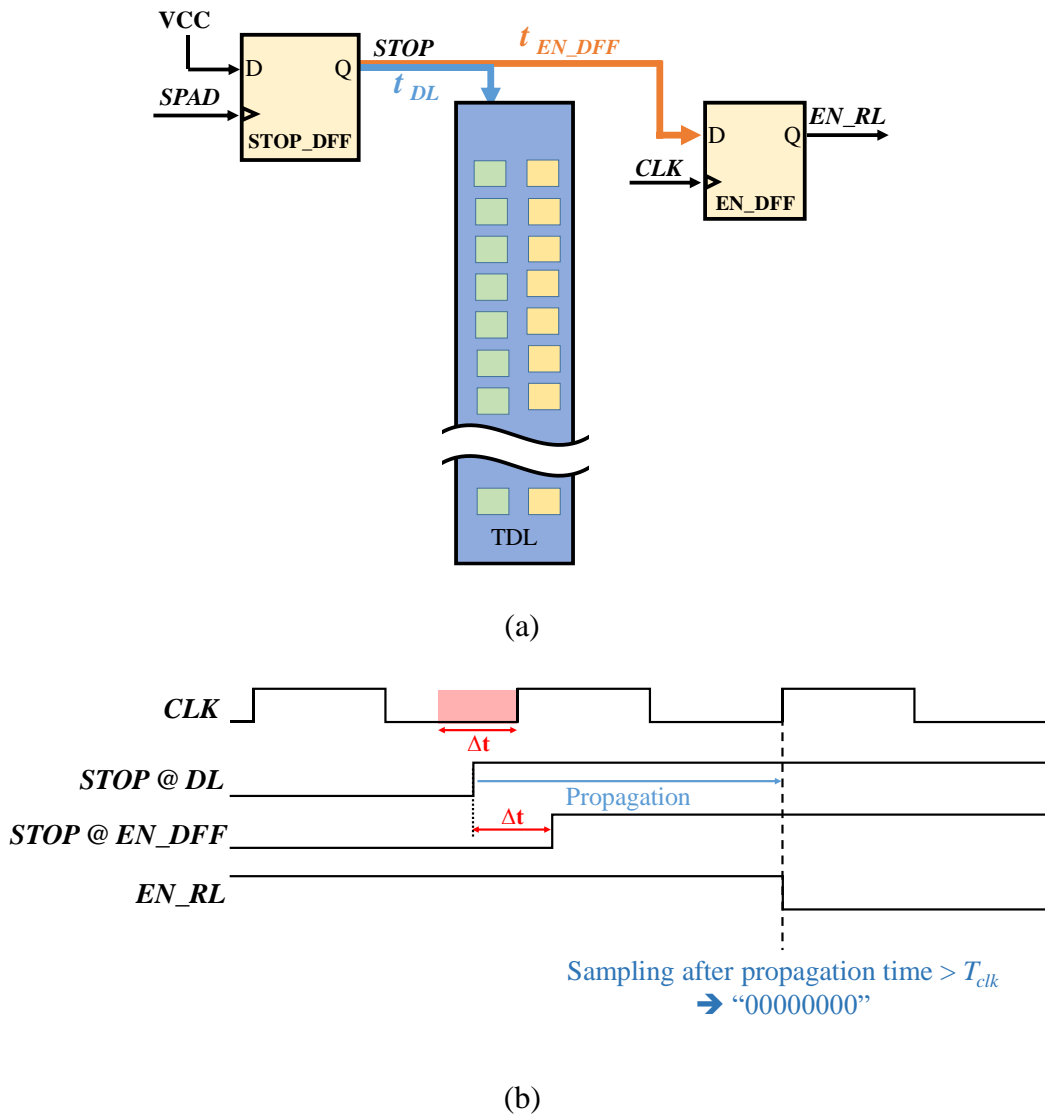 VCC
D
Q
SPAD
STOP_DFF
STOP
t DL
t EN_DFF
D
Q
EN_RL
CLK
EN_DFF
TDL
(a)
CLK
Δt
STOP @ DL
Propagation
Δt
STOP @ EN_DFF
EN_RL
Sampling after propagation time > Tclk
➔ “00000000”
(b)